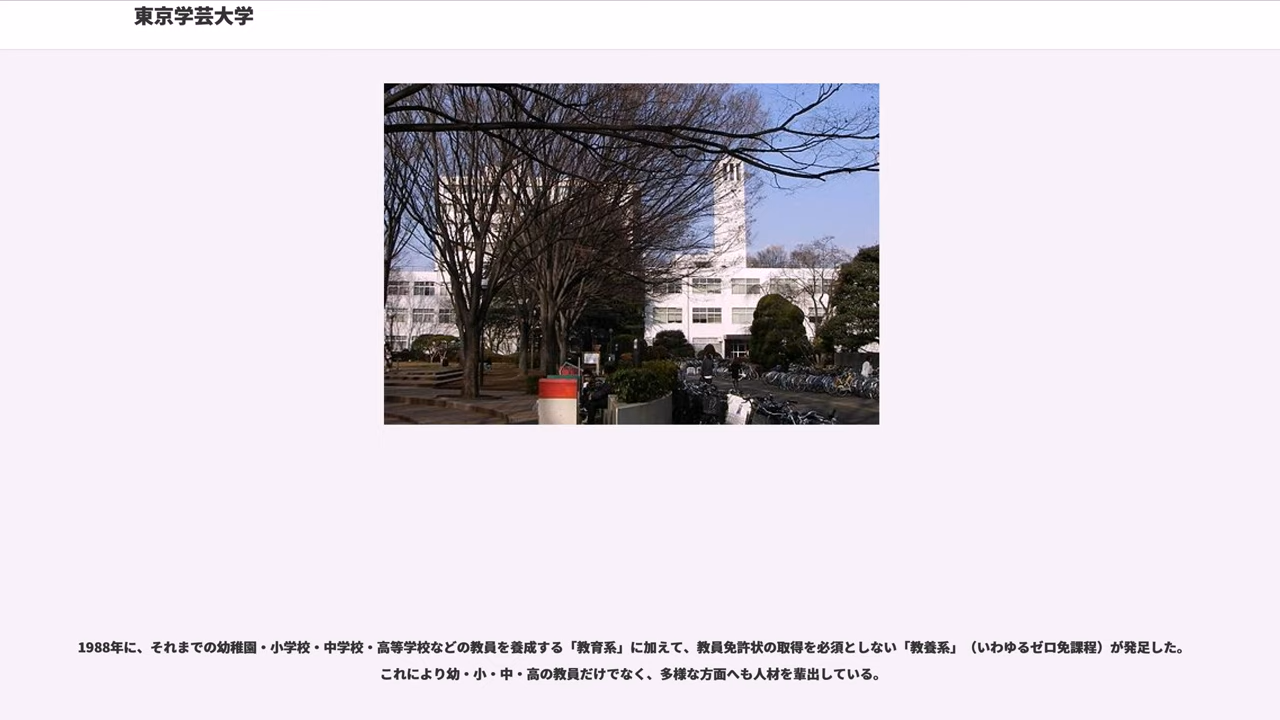 東京学芸大学
1988年に、それまでの幼稚園・小学校・中学校・高等学校などの教員を養成する「教育系」に加えて、教員免許状の取得を必須としない「教養系」（いわゆるゼロ免課程）が発足した。
これにより幼・小・中・高の教員だけでなく、多様な方面へも人材を輩出している。